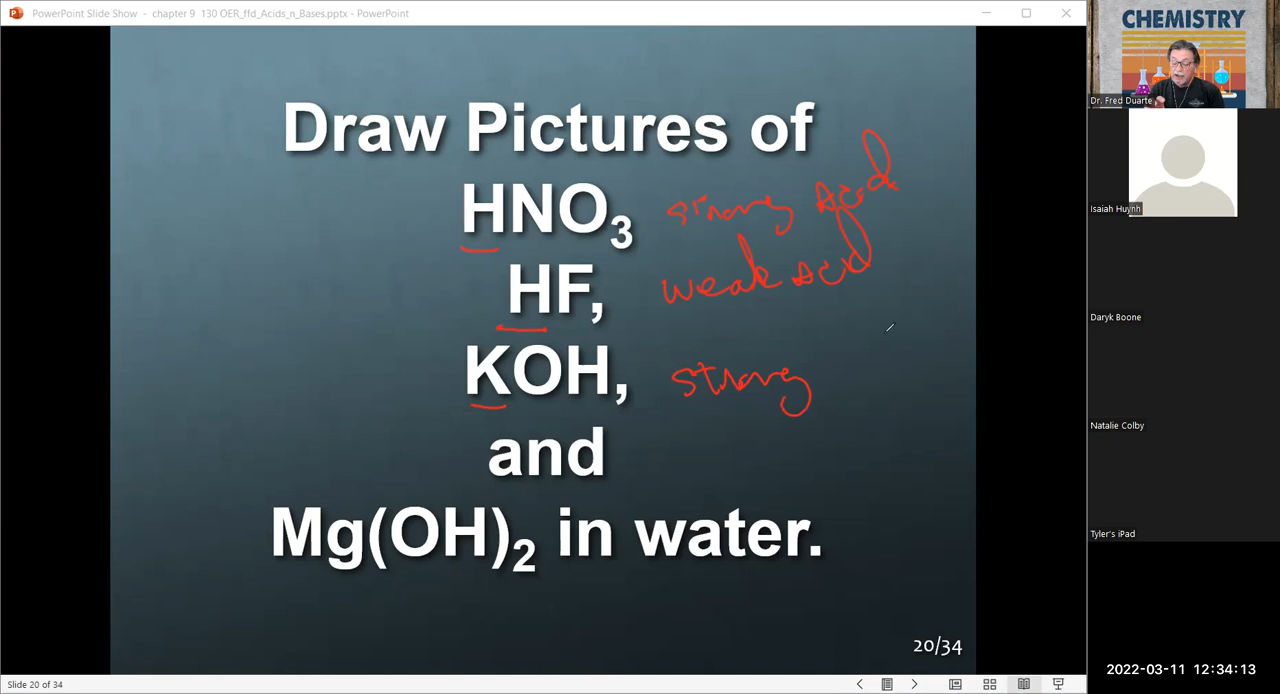 PowerPoint Slide Show - chapter 9 130 OER_ffd_Acids_n_Bases.pptx - PowerPoint
CHEMISTRY
Dr. Fred Duarte
Draw Pictures of
HNO₃ strong Acid
HF, weak Acid
KOH, strong
and
Mg(OH)₂ in water.
20/34
Isaiah Huynh
Daryk Boone
Natalie Colby
Tyler's iPad
2022-03-11 12:34:13
Slide 20 of 34